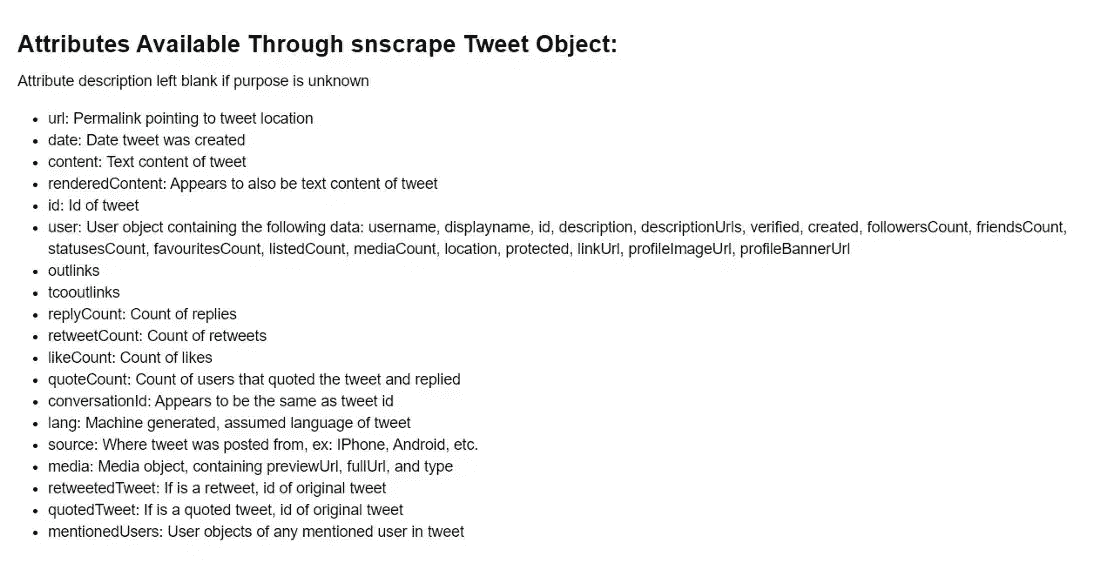 Attributes Available Through snscrape Tweet Object:
Attribute description left blank if purpose is unknown
• url: Permalink pointing to tweet location
• date: Date tweet was created
• content: Text content of tweet
• renderedContent: Appears to also be text content of tweet
• id: Id of tweet
• user: User object containing the following data: username, displayname, id, description, descriptionUrls, verified, created, followersCount, friendsCount,
statusesCount, favouritesCount, listedCount, mediaCount, location, protected, linkUrl, profileImageUrl, profileBannerUrl
• outlinks
• tcooutlinks
• replyCount: Count of replies
• retweetCount: Count of retweets
• likeCount: Count of likes
• quoteCount: Count of users that quoted the tweet and replied
• conversationId: Appears to be the same as tweet id
• lang: Machine generated, assumed language of tweet
• source: Where tweet was posted from, ex: IPhone, Android, etc.
• media: Media object, containing previewUrl, fullUrl, and type
• retweetedTweet: If is a retweet, id of original tweet
• quotedTweet: If is a quoted tweet, id of original tweet
• mentionedUsers: User objects of any mentioned user in tweet